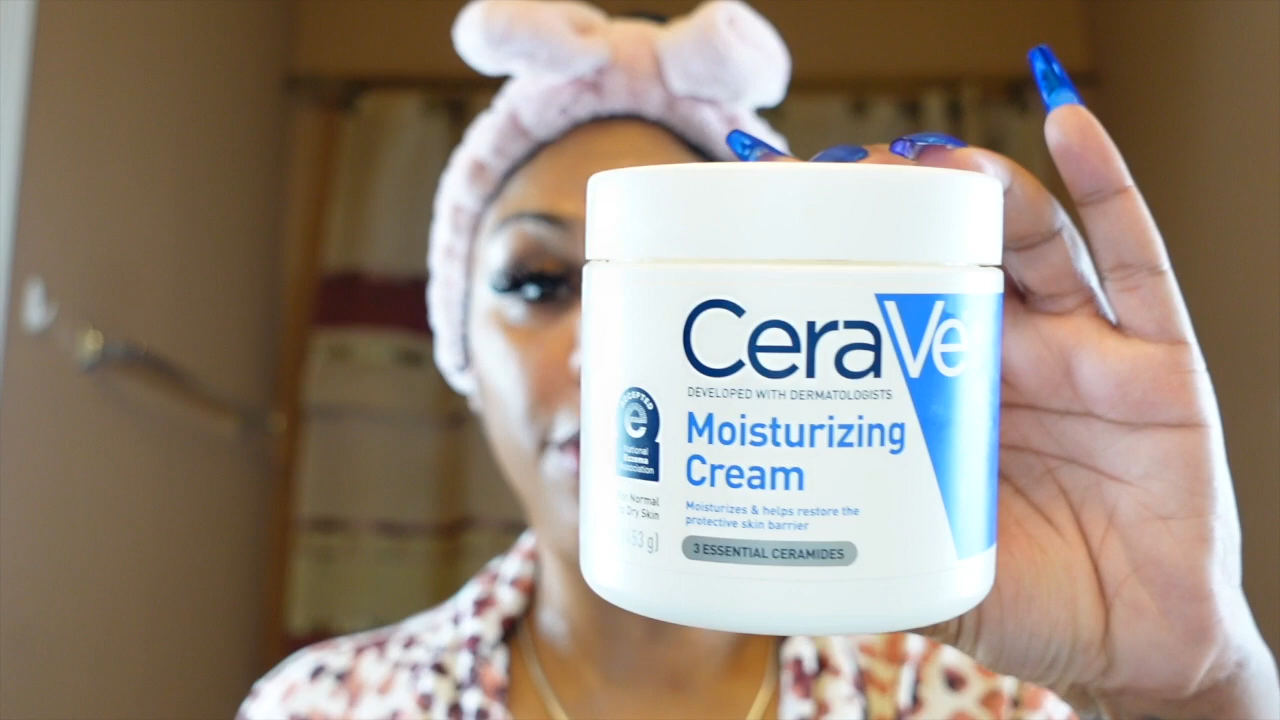 CeraVe
DEVELOPED WITH DERMATOLOGISTS
Moisturizing
Cream
Moisturizes & helps restore the
protective skin barrier
3 ESSENTIAL CERAMIDES
e
National
Eczema
Association
Normal
Dry Skin
53 g)